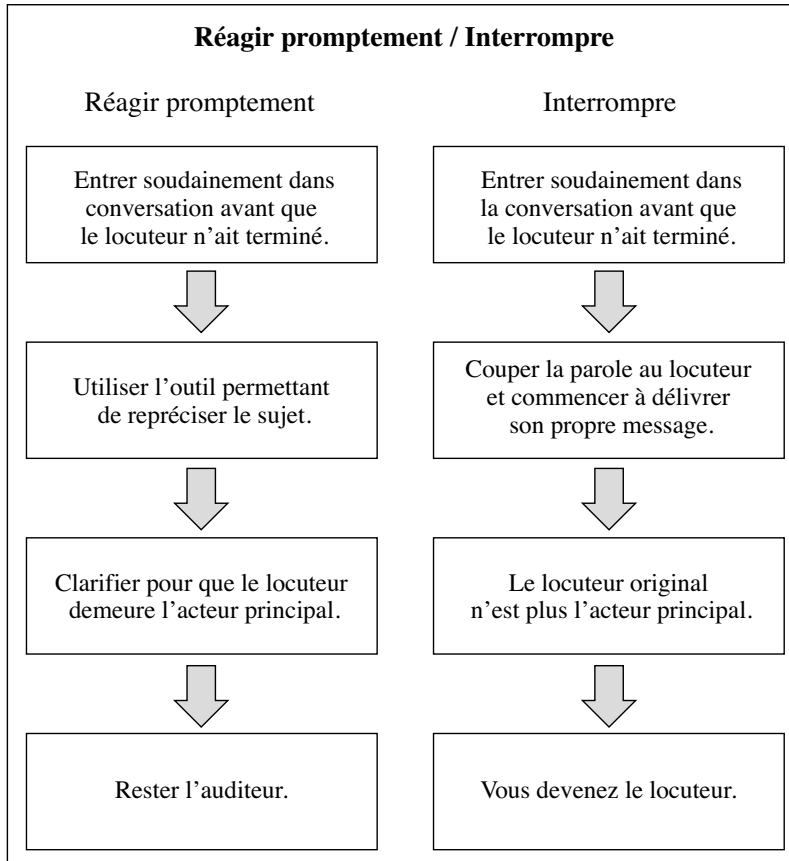 Réagir promptement / Interrompre
Réagir promptement
Entrer soudainement dans
conversation avant que
le locuteur n'ait terminé.
Utiliser l'outil permettant
de repréciser le sujet.
Clarifier pour que le locuteur
demeure l'acteur principal.
Rester l'auditeur.
Interrompre
Entrer soudainement dans
la conversation avant que
le locuteur n'ait terminé.
Couper la parole au locuteur
et commencer à délivrer
son propre message.
Le locuteur original
n'est plus l'acteur principal.
Vous devenez le locuteur.